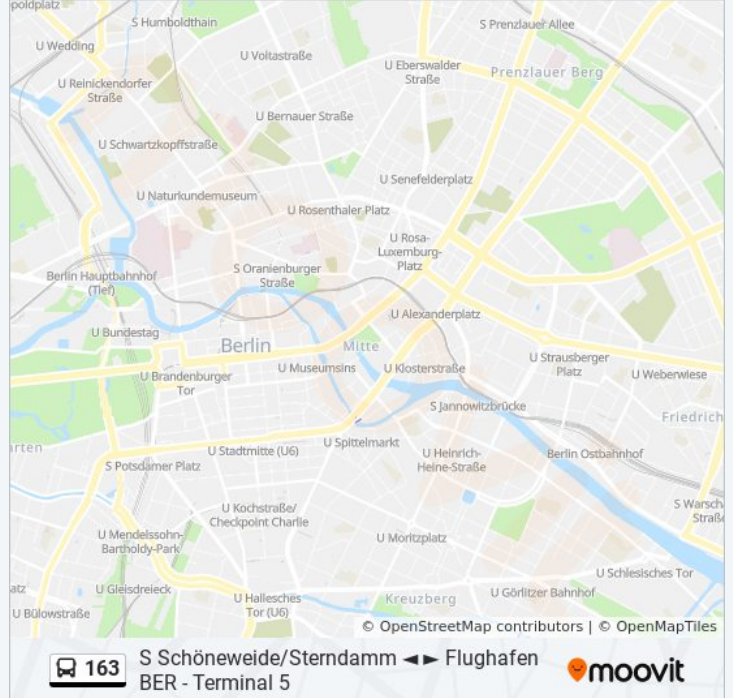 poldplatz
S Humboldthain
S Prenzlauer Allee
U Wedding
U Voltastraße
U Eberswalder
Straße
Prenzlauer Berg
U Reinickendorfer
Straße
U Bernauer Straße
U Schwartzkopffstraße
U Senefelderplatz
U Naturkundemuseum
U Rosenthaler Platz
U Rosa-
Luxemburg-
Platz
Berlin Hauptbahnhof
(Tief)
S Oranienburger
Straße
U Alexanderplatz
U Bundestag
Berlin
Mitte
U Strausberger
Platz
U Brandenburger
Tor
U Museumsins
U Klosterstraße
U Weberwiese
S Jannowitzbrücke
Friedrich
rten
U Stadtmitte (U6)
U Spittelmarkt
U Heinrich-
Heine-Straße
Berlin Ostbahnhof
S Potsdamer Platz
S Warsch
Straße
U Kochstraße/
Checkpoint Charlie
U Mendelssohn-
Bartholdy-Park
U Moritzplatz
U Schlesisches Tor
atz
U Gleisdreieck
U Hallesches
Tor (U6)
Kreuzberg
U Görlitzer Bahnhof
U Bülowstraße
© OpenStreetMap contributors | © OpenMapTiles
163
S Schöneweide/Sterndamm ◄ ► Flughafen
BER - Terminal 5
moovit